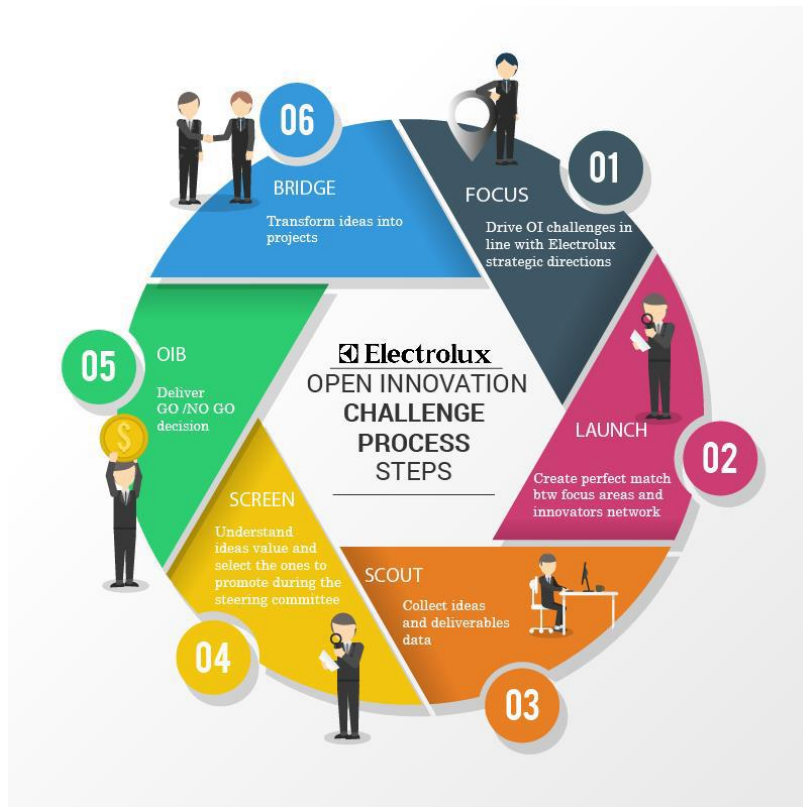 Electrolux
OPEN INNOVATION
CHALLENGE
PROCESS
STEPS
01
FOCUS
Drive OI challenges in
line with Electrolux
strategic directions
02
LAUNCH
Create perfect match
btw focus areas and
innovators network
03
SCOUT
Collect ideas
and deliverables
data
04
SCREEN
Understand
ideas value and
select the ones to
promote during the
steering committee
05
OIB
Deliver
GO /NO GO
decision
$
06
BRIDGE
Transform ideas into
projects